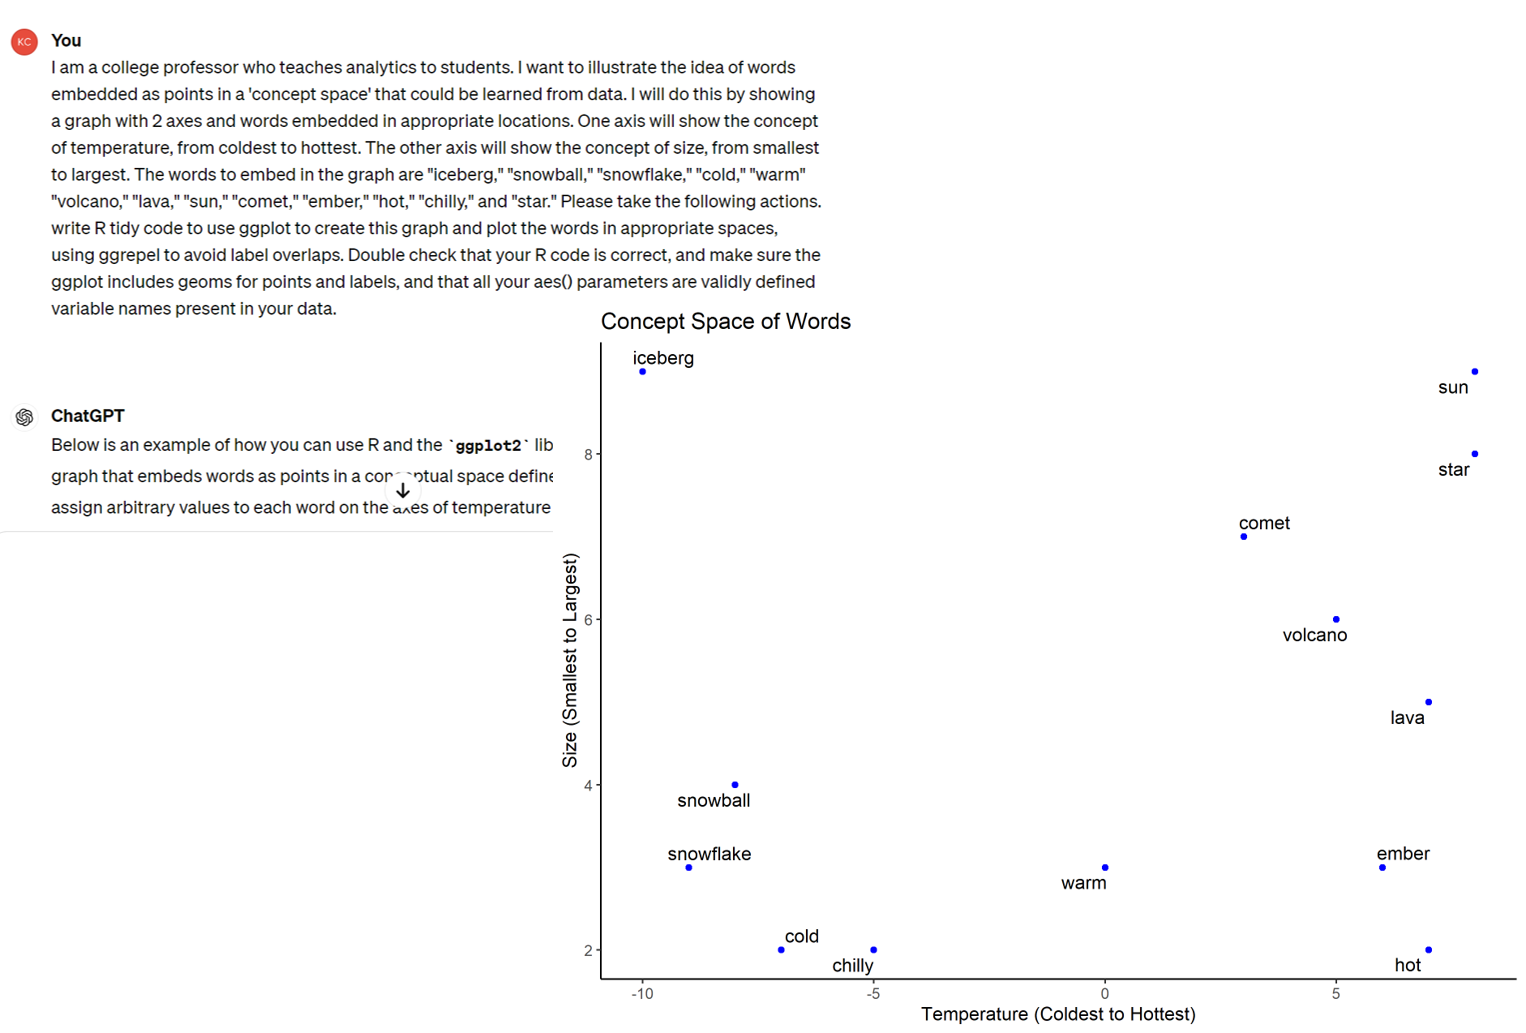 KC
You
I am a college professor who teaches analytics to students. I want to illustrate the idea of words
embedded as points in a 'concept space' that could be learned from data. I will do this by showing
a graph with 2 axes and words embedded in appropriate locations. One axis will show the concept
of temperature, from coldest to hottest. The other axis will show the concept of size, from smallest
to largest. The words to embed in the graph are "iceberg," "snowball," "snowflake," "cold," "warm"
"volcano," "lava," "sun," "comet," "ember," "hot," "chilly," and "star." Please take the following actions.
write R tidy code to use ggplot to create this graph and plot the words in appropriate spaces,
using ggrepel to avoid label overlaps. Double check that your R code is correct, and make sure the
ggplot includes geoms for points and labels, and that all your aes() parameters are validly defined
variable names present in your data.
ChatGPT
Below is an example of how you can use R and the `ggplot2` lib
graph that embeds words as points in a conceptual space define
assign arbitrary values to each word on the axes of temperature
Concept Space of Words
iceberg
sun
8
star
comet
Size (Smallest to Largest)
6
volcano
lava
4
snowball
snowflake
ember
warm
cold
2
chilly
hot
-10
-5
0
5
Temperature (Coldest to Hottest)